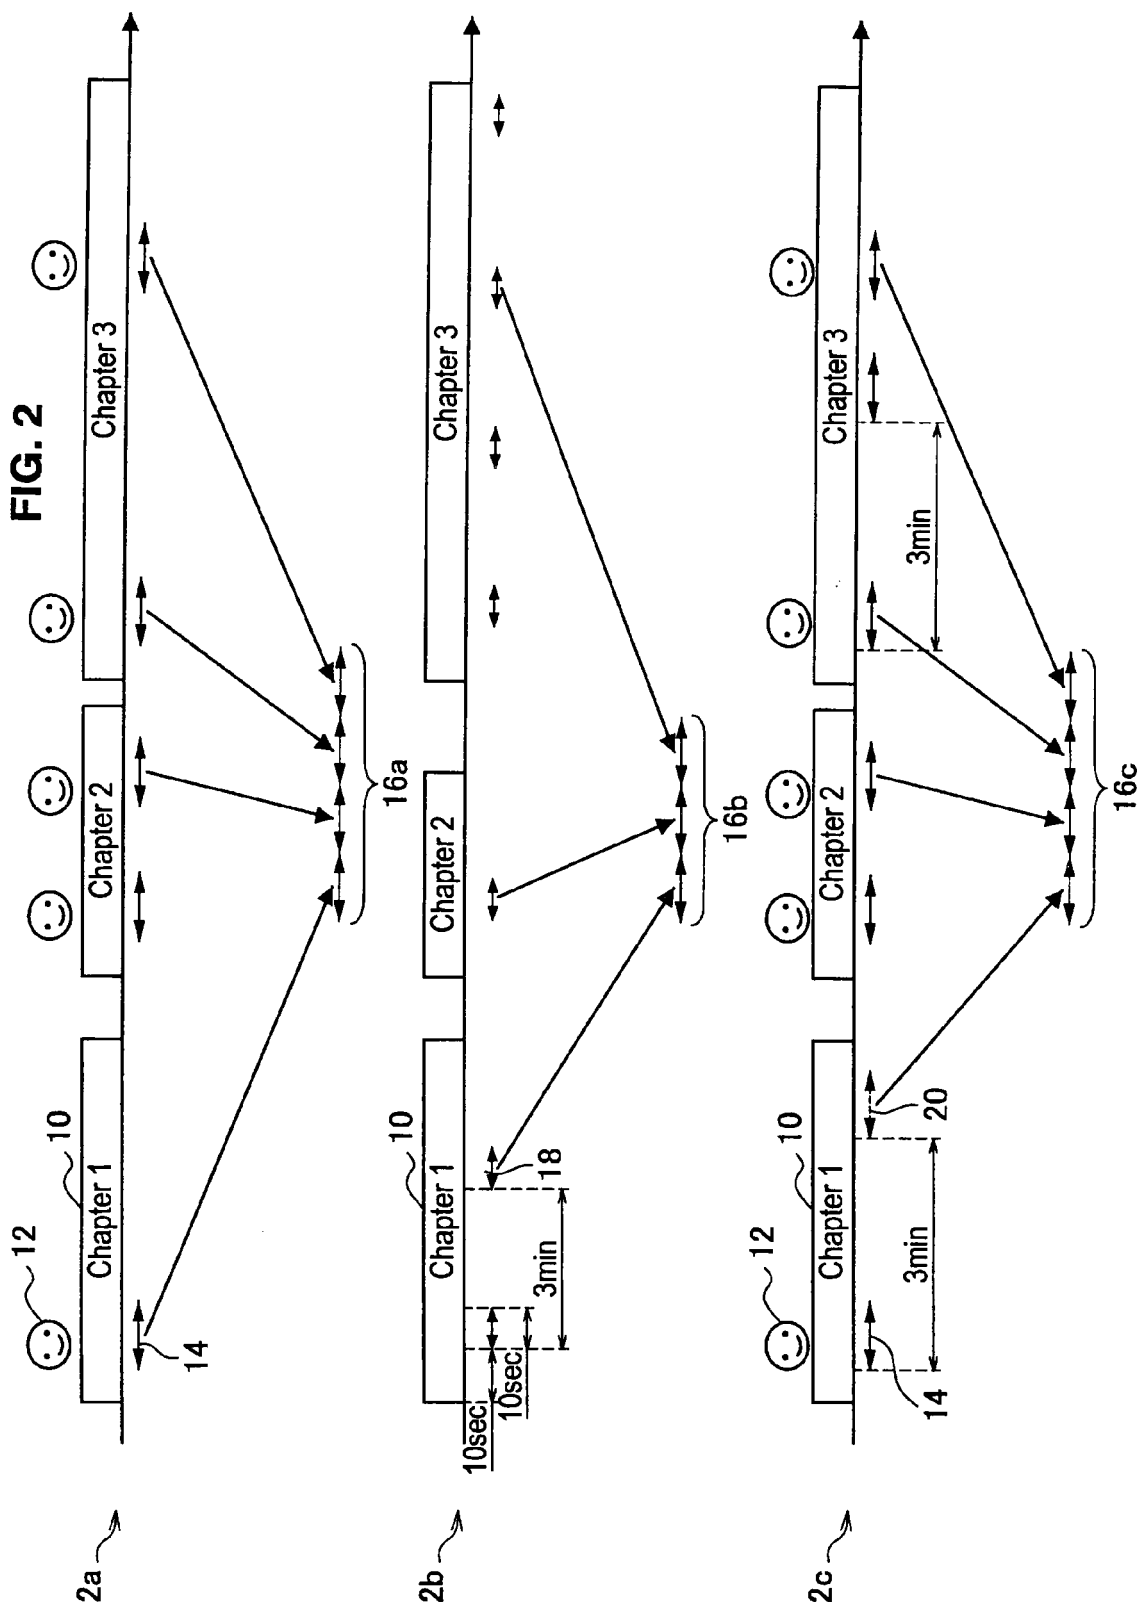 FIG. 2
2a
12
10
Chapter 1
Chapter 2
Chapter 3
14
16a
2b
10
Chapter 1
Chapter 2
Chapter 3
10sec
10sec
3min
18
16b
2c
12
10
Chapter 1
Chapter 2
Chapter 3
14
3min
20
3min
16c